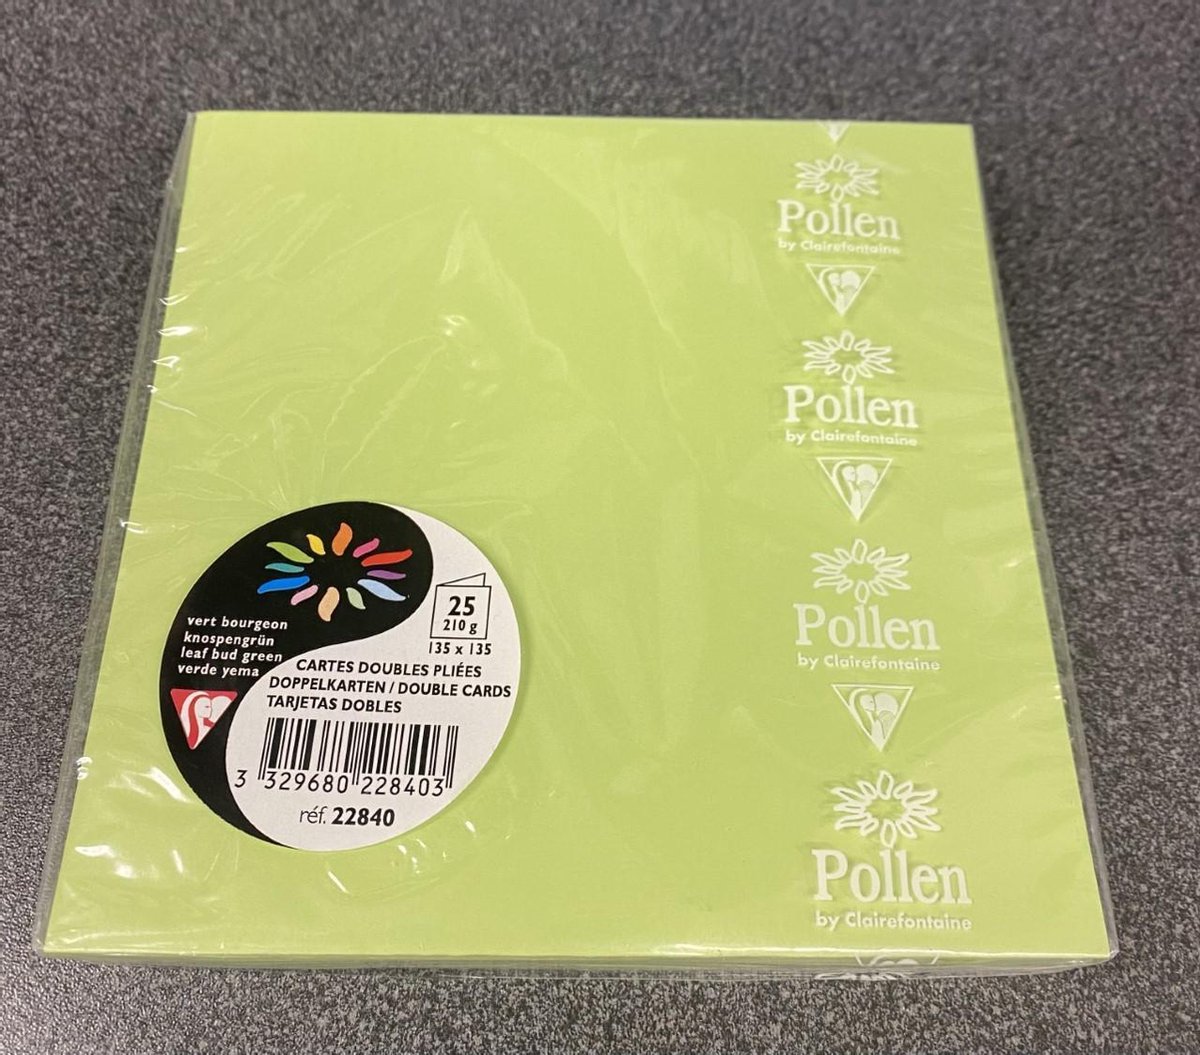 Pollen
by Clairefontaine
Pollen
by Clairefontaine
Pollen
by Clairefontaine
Pollen
by Clairefontaine
vert bourgeon
knospengrün
leaf bud green
verde yema
25
210 g
135 x 135
CARTES DOUBLES PLIÉES
DOPPELKARTEN / DOUBLE CARDS
TARJETAS DOBLES
3 329680 228403
réf. 22840